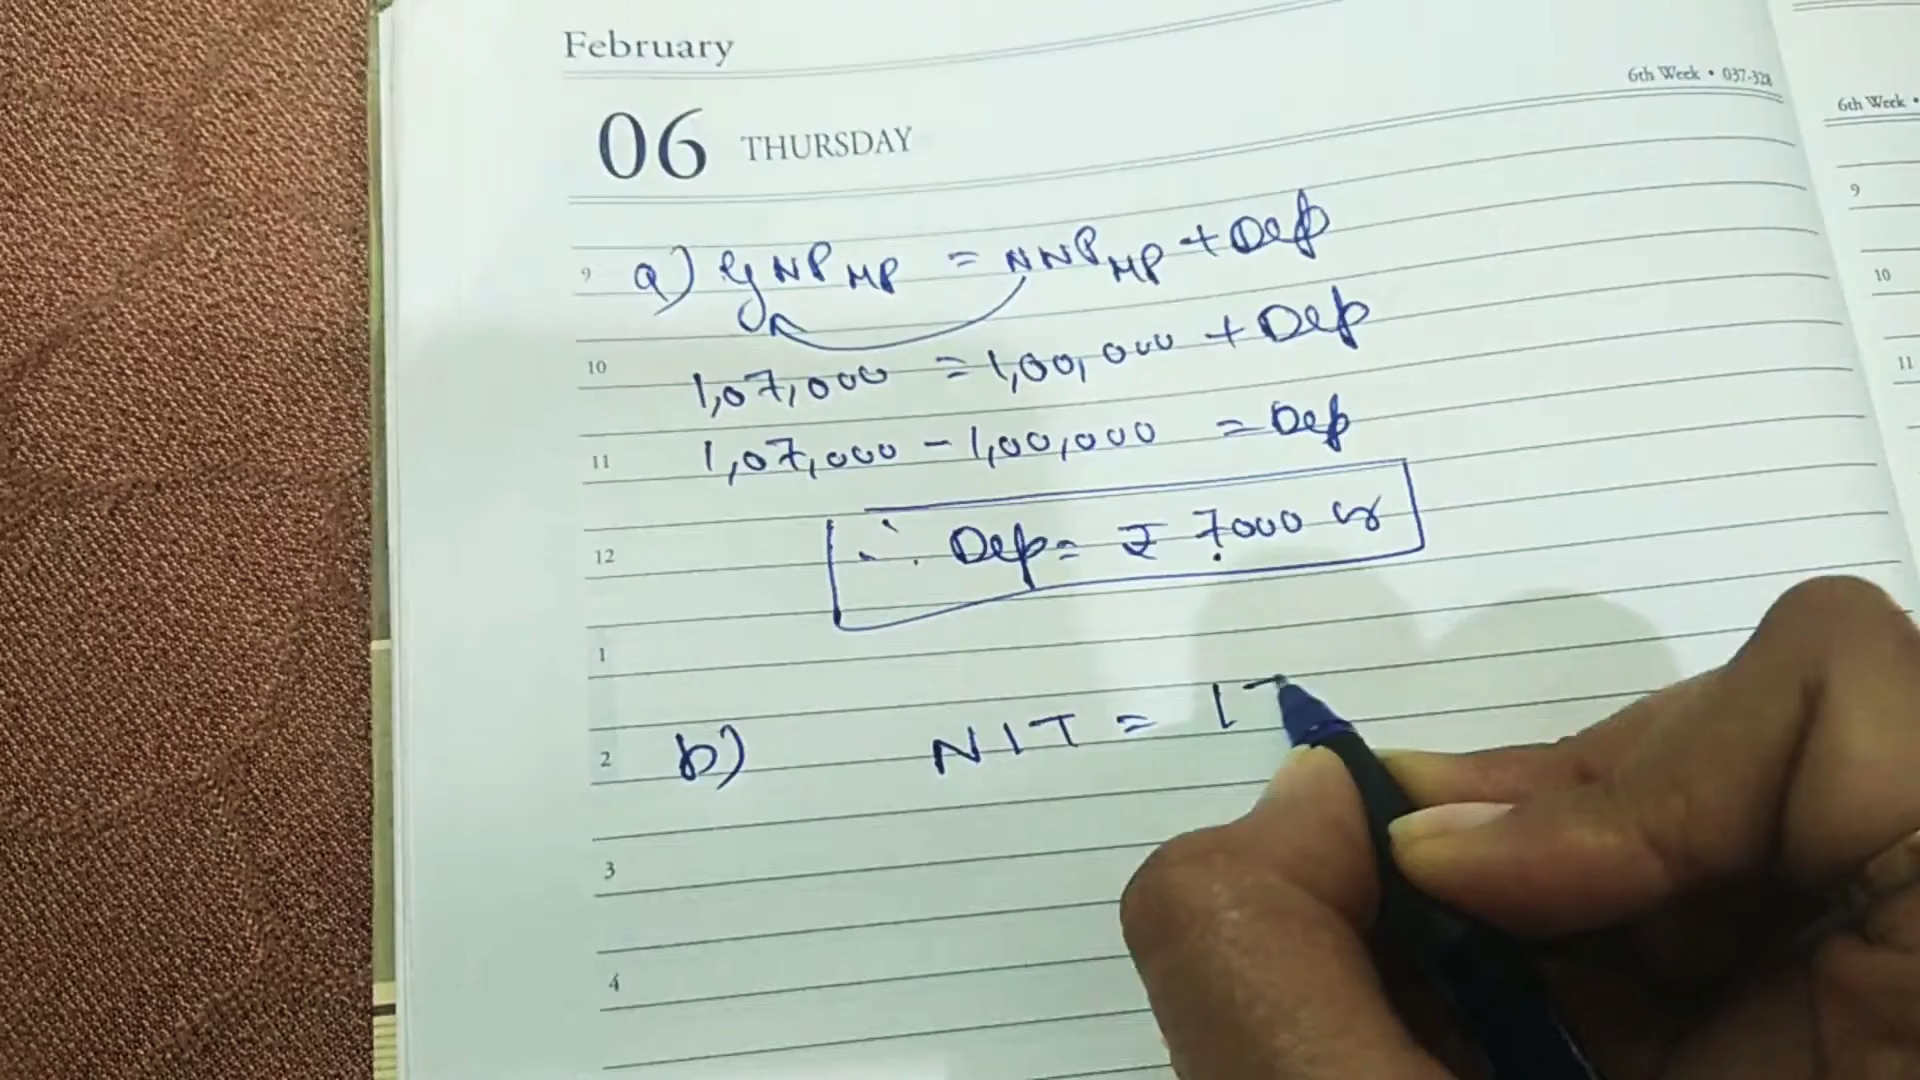 February
6th Week • 037-328
06 THURSDAY
6th Week •
9 a) GNP MP = NNP MP + Dep
9
10 1,07,000 = 1,00,000 + Dep
10
11 1,07,000 - 1,00,000 = Dep
11
12 ∴ Dep = ₹ 7000 cr
1
2 b) NIT = I
3
4